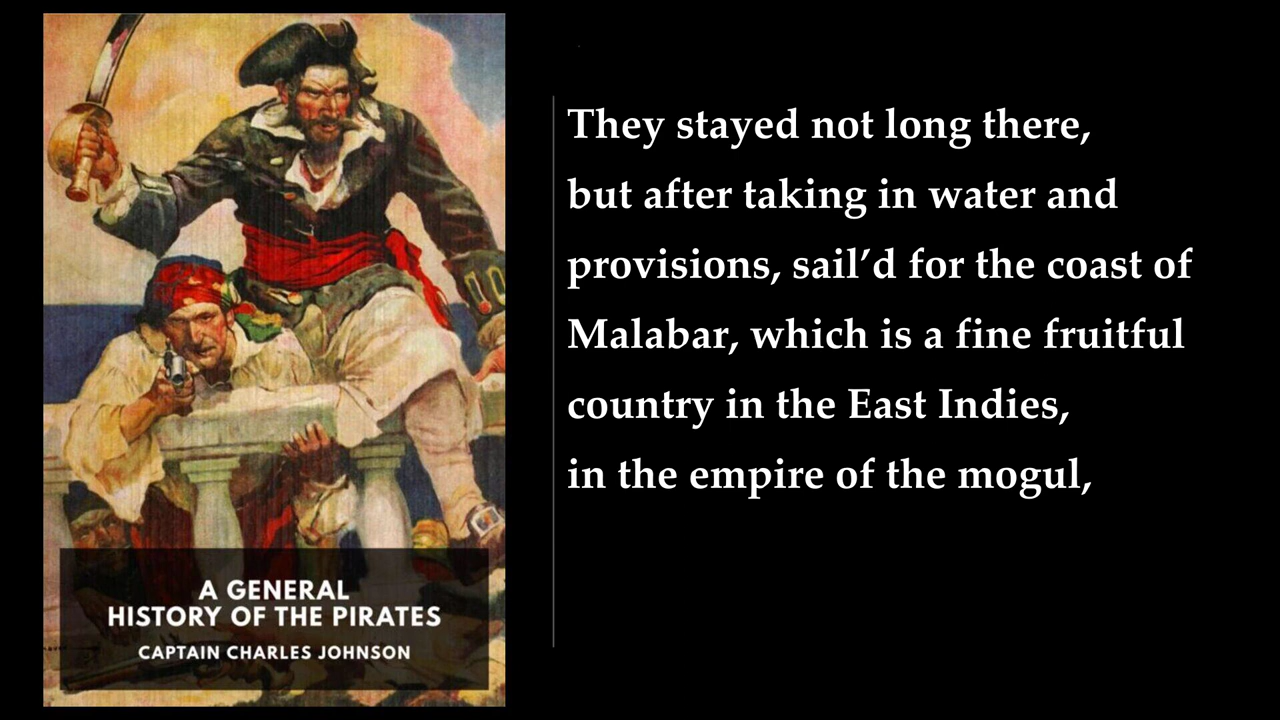 They stayed not long there,
but after taking in water and
provisions, sail’d for the coast of
Malabar, which is a fine fruitful
country in the East Indies,
in the empire of the mogul,
A GENERAL
HISTORY OF THE PIRATES
CAPTAIN CHARLES JOHNSON